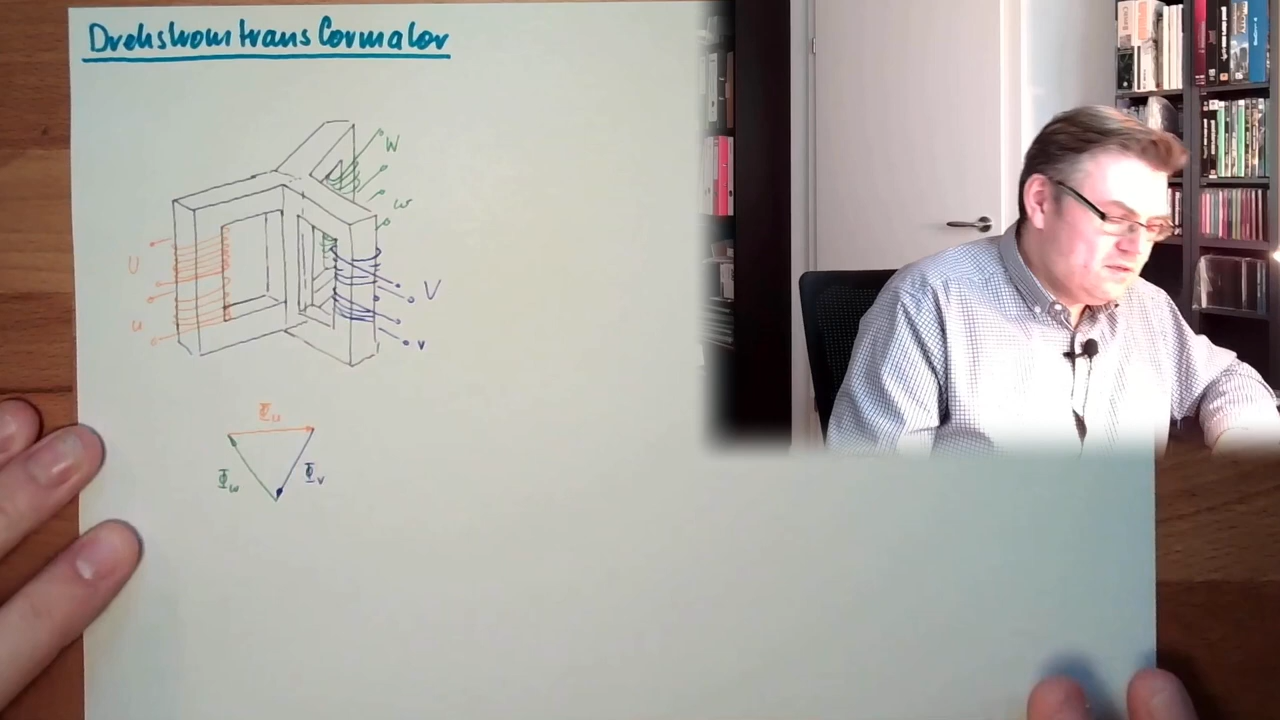 Drehstromtransformator
W
w
U
V
u
v
Φu
Φw
Φv